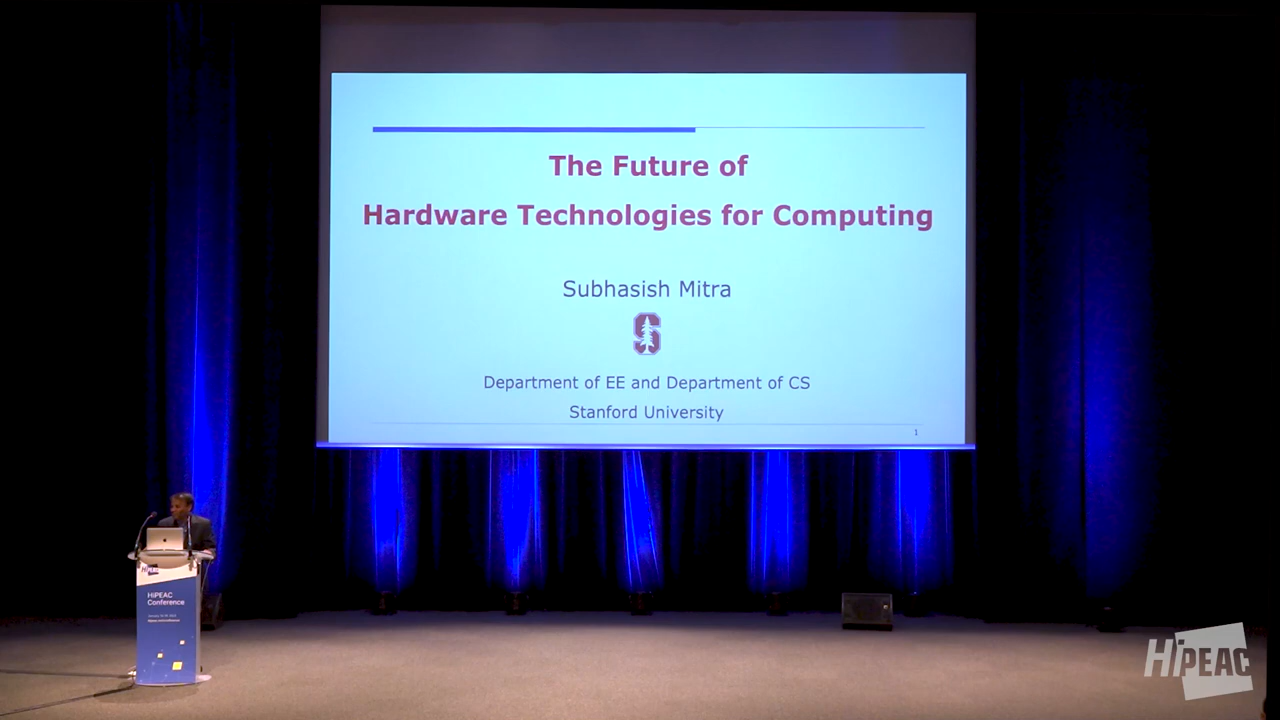 The Future of
Hardware Technologies for Computing
Subhasish Mitra
S
Department of EE and Department of CS
Stanford University
1
HiPEAC
Conference
HiPEAC